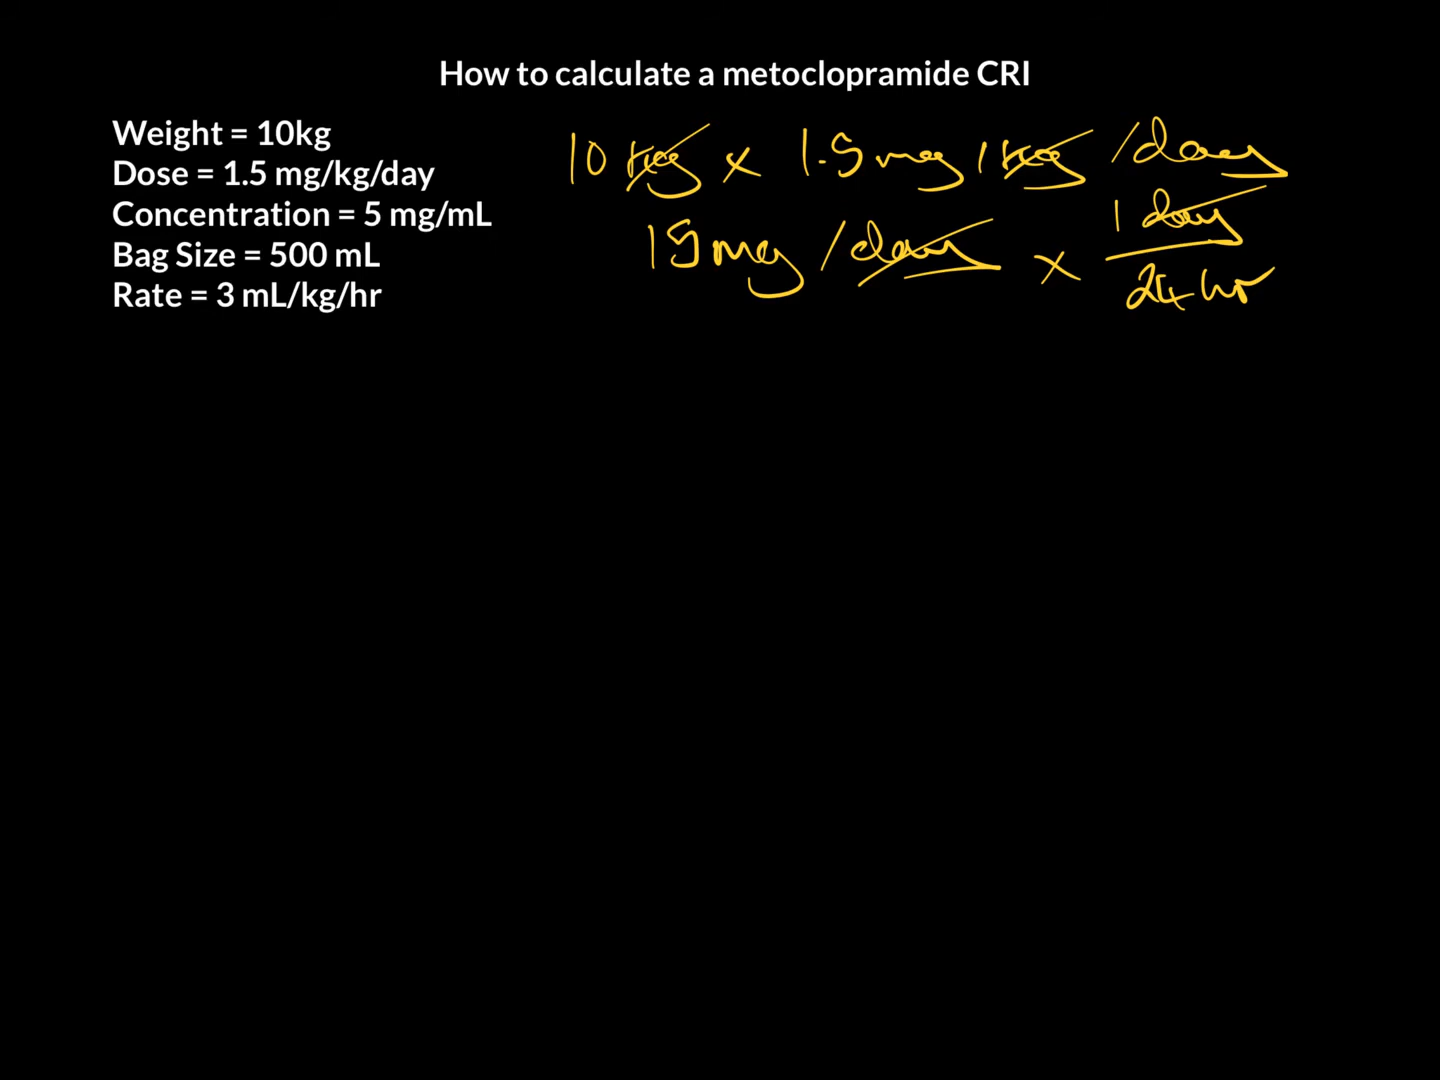 How to calculate a metoclopramide CRI
Weight = 10kg
Dose = 1.5 mg/kg/day
Concentration = 5 mg/mL
Bag Size = 500 mL
Rate = 3 mL/kg/hr
10 kg x 1.5 mg / kg / day
15 mg / day x 1 day / 24 hr